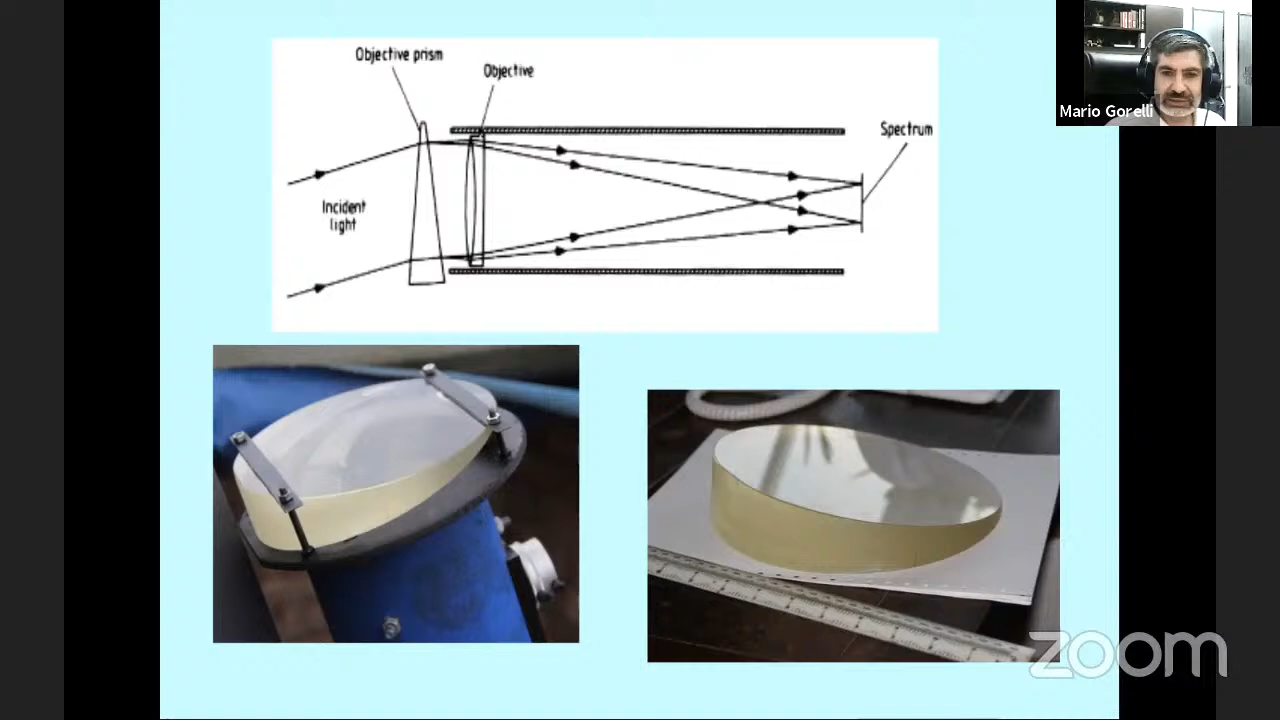 Objective prism
Objective
Spectrum
Incident
light
Mario Gorelli
zoom